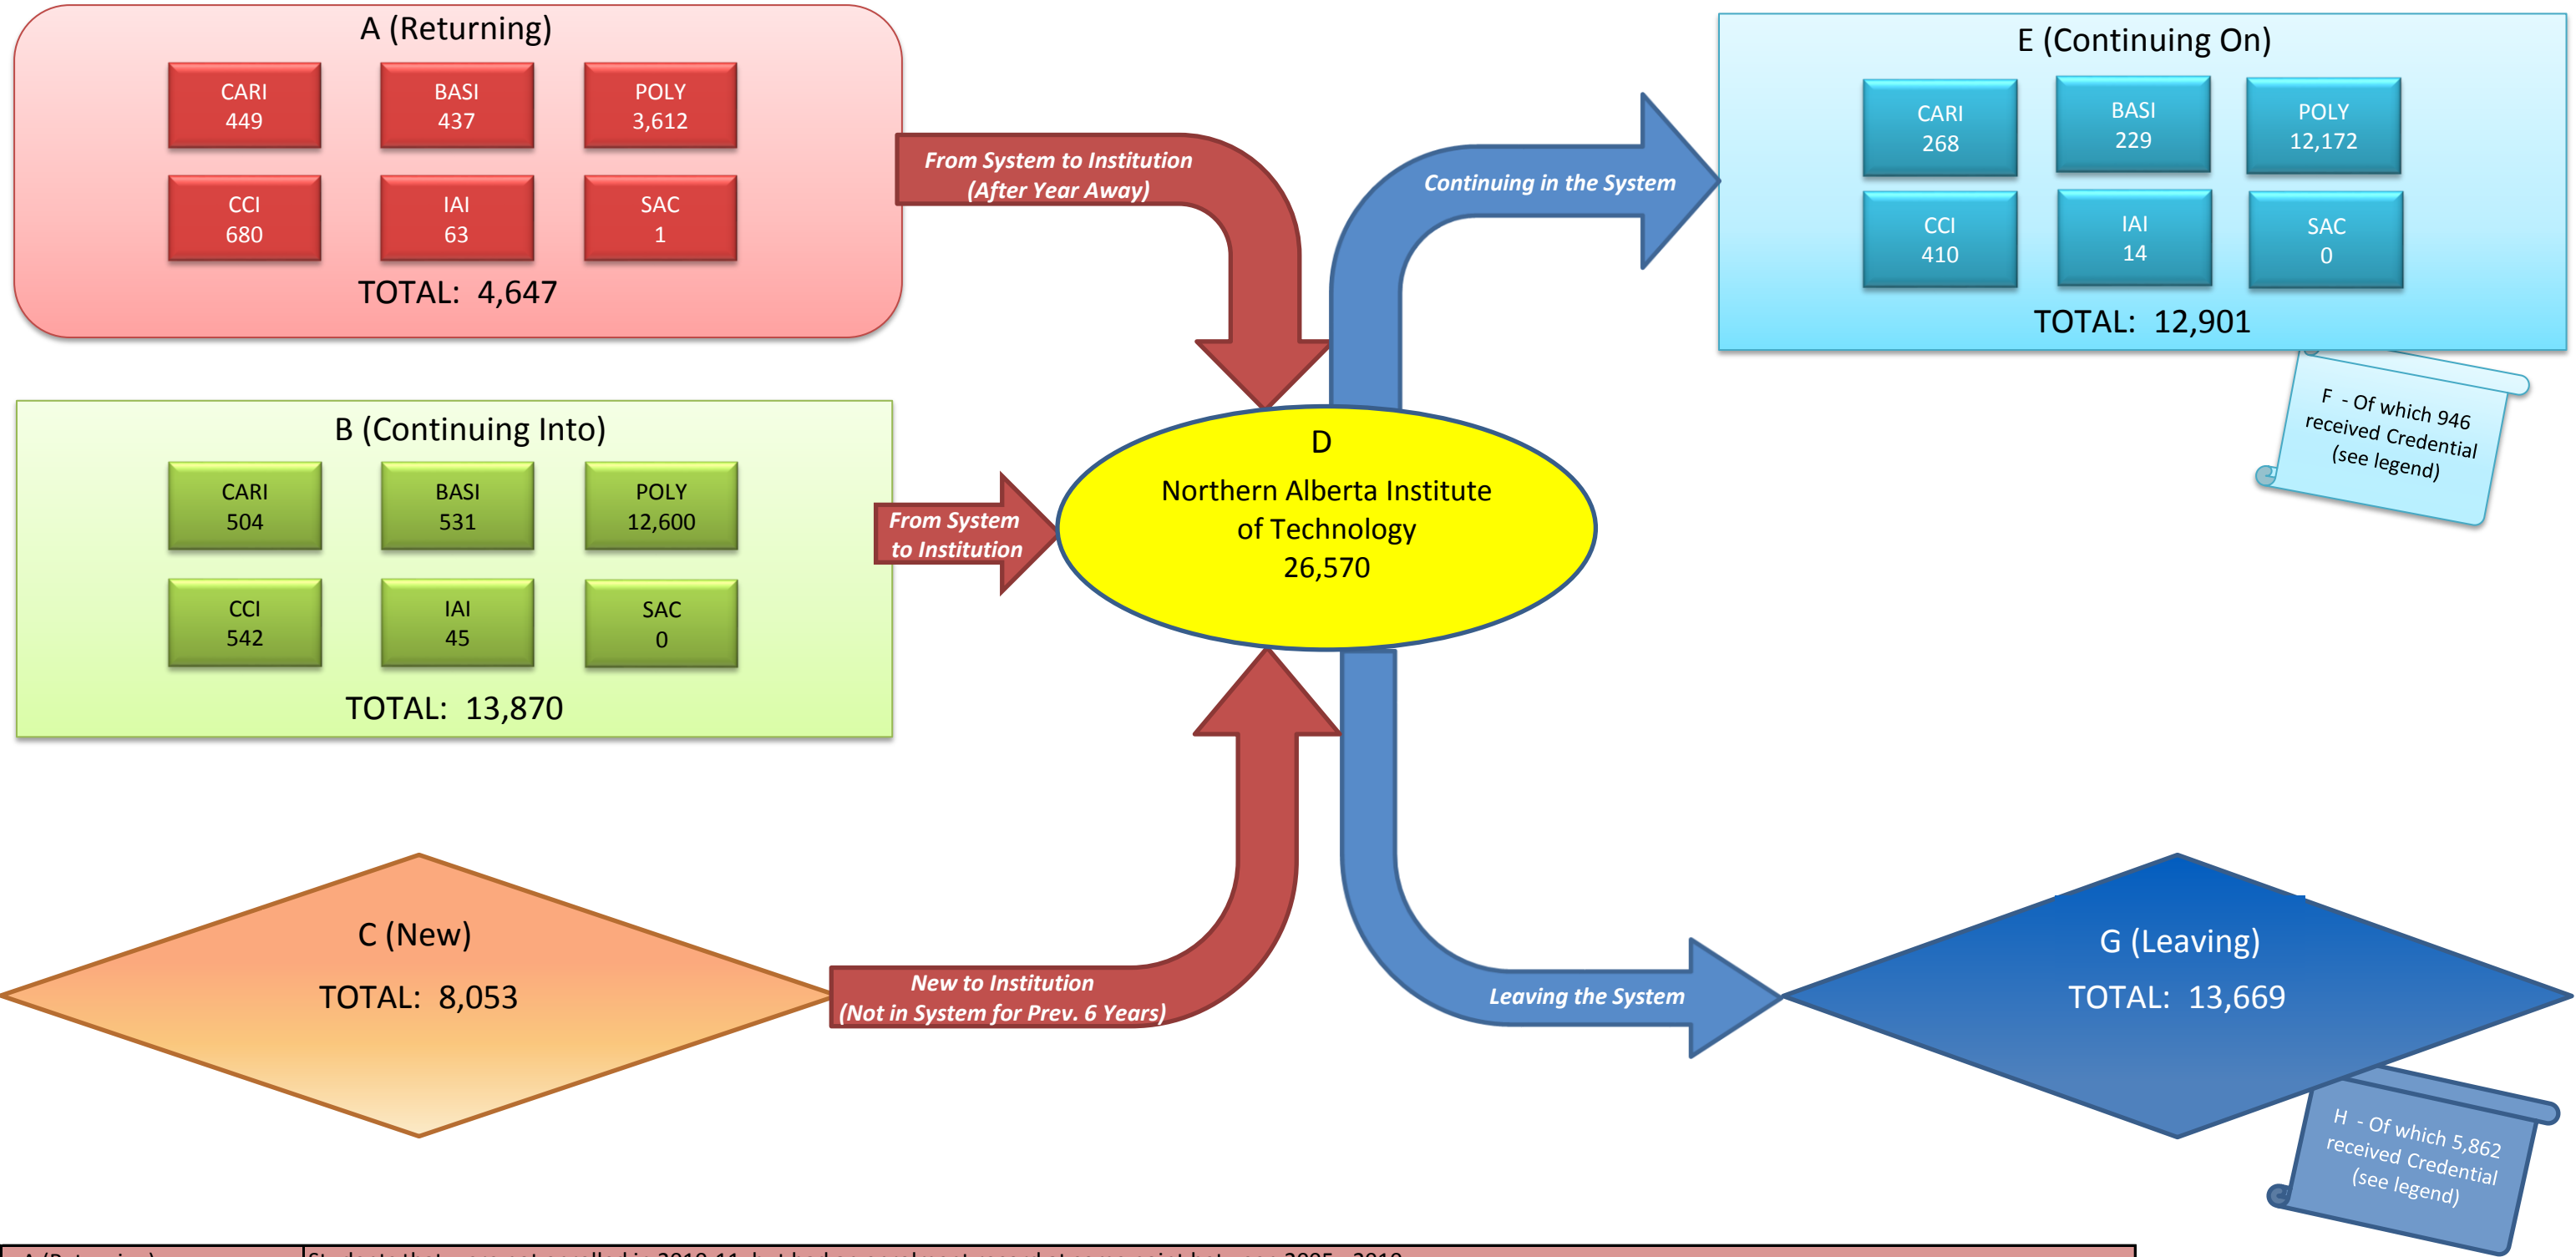 A (Returning)
CARI
449
BASI
437
POLY
3,612
CCI
680
IAI
63
SAC
1
TOTAL: 4,647
From System to Institution
(After Year Away)
Continuing in the System
E (Continuing On)
CARI
268
BASI
229
POLY
12,172
CCI
410
IAI
14
SAC
0
TOTAL: 12,901
F - Of which 946
received Credential
(see legend)
B (Continuing Into)
CARI
504
BASI
531
POLY
12,600
CCI
542
IAI
45
SAC
0
TOTAL: 13,870
From System
to Institution
D
Northern Alberta Institute
of Technology
26,570
C (New)
TOTAL: 8,053
New to Institution
(Not in System for Prev. 6 Years)
Leaving the System
G (Leaving)
TOTAL: 13,669
H - Of which 5,862
received Credential
(see legend)
A (Returning)